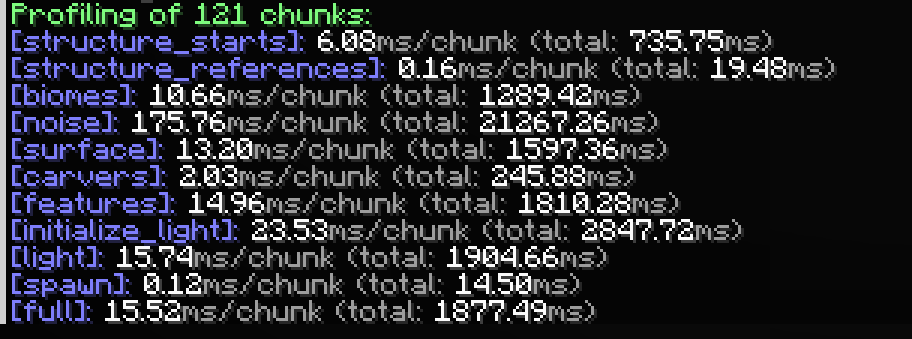 Profiling of 121 chunks:
[structure_starts]: 6.08ms/chunk (total: 735.75ms)
[structure_references]: 0.16ms/chunk (total: 19.48ms)
[biomes]: 10.66ms/chunk (total: 1289.42ms)
[noise]: 175.76ms/chunk (total: 21267.26ms)
[surface]: 13.20ms/chunk (total: 1597.36ms)
[carvers]: 2.03ms/chunk (total: 245.88ms)
[features]: 14.96ms/chunk (total: 1810.28ms)
[initialize_light]: 23.53ms/chunk (total: 2847.72ms)
[light]: 15.74ms/chunk (total: 1904.66ms)
[spawn]: 0.12ms/chunk (total: 14.50ms)
[full]: 15.52ms/chunk (total: 1877.49ms)